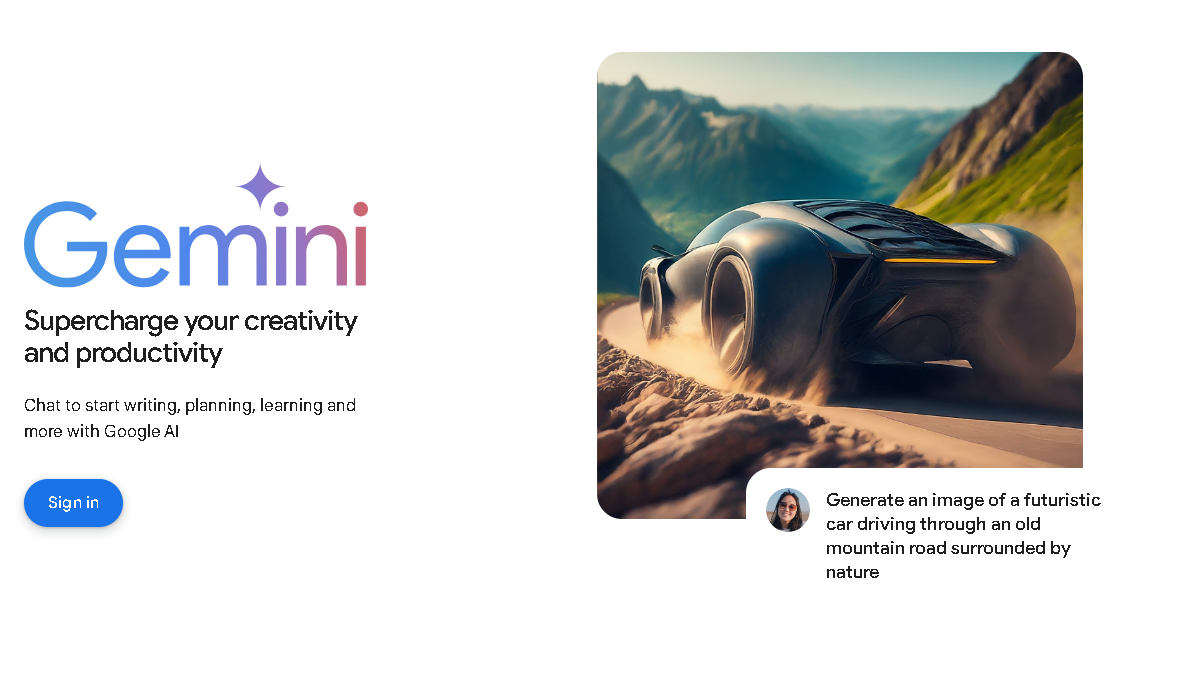 Gemini
Supercharge your creativity
and productivity
Chat to start writing, planning, learning and
more with Google AI
Sign in
Generate an image of a futuristic
car driving through an old
mountain road surrounded by
nature